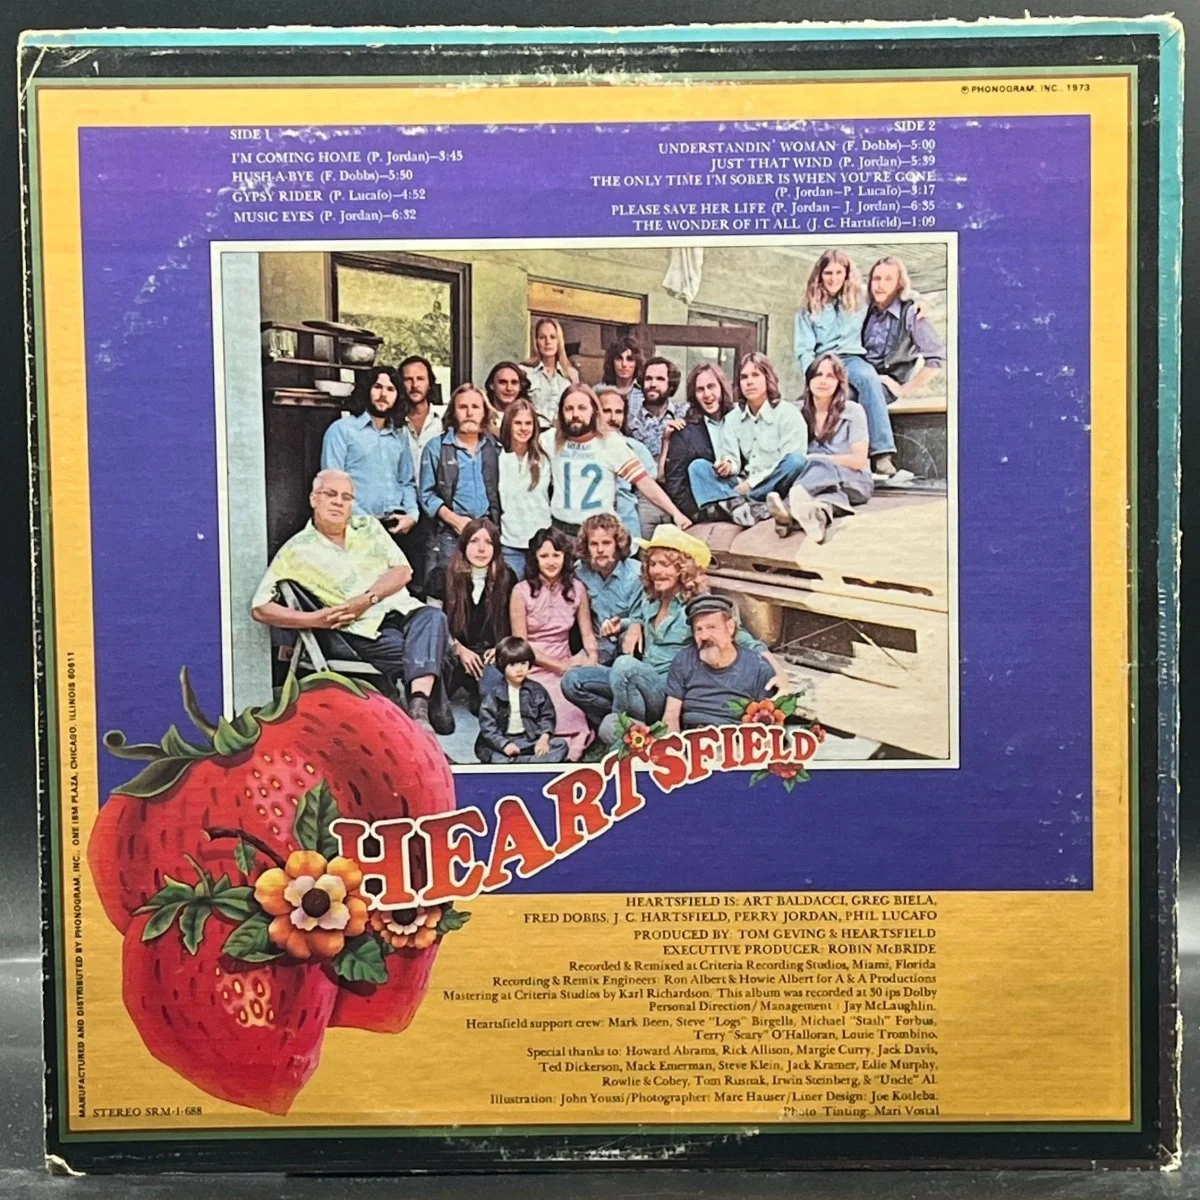 ℗ PHONOGRAM, INC., 1973
SIDE 1
I'M COMING HOME (P. Jordan)—3:45
HUSH-A-BYE (F. Dobbs)—5:50
GYPSY RIDER (P. Lucafo)—4:52
MUSIC EYES (P. Jordan)—6:32
SIDE 2
UNDERSTANDIN' WOMAN (F. Dobbs)—5:00
JUST THAT WIND (P. Jordan)—5:39
THE ONLY TIME I'M SOBER IS WHEN YOU'RE GONE
(P. Jordan—P. Lucafo)—3:17
PLEASE SAVE HER LIFE (P. Jordan—J. Jordan)—6:35
THE WONDER OF IT ALL (J. C. Hartsfield)—1:09
MIAMI
DOLPHINS
12
HEARTSFIELD
HEARTSFIELD IS: ART BALDACCI, GREG BIELA,
FRED DOBBS, J. C. HARTSFIELD, PERRY JORDAN, PHIL LUCAFO
PRODUCED BY: TOM GEVING & HEARTSFIELD
EXECUTIVE PRODUCER: ROBIN McBRIDE
Recorded & Remixed at Criteria Recording Studios, Miami, Florida
Recording & Remix Engineers: Ron Albert & Howie Albert for A & A Productions
Mastering at Criteria Studios by Karl Richardson. This album was recorded at 30 ips Dolby
Personal Direction/Management: Jay McLaughlin.
Heartsfield support crew: Mark Been, Steve "Logs" Birgells, Michael "Stash" Forbus,
Terry "Scary" O'Halloran, Louie Trombino.
Special thanks to: Howard Abrams, Rick Allison, Margie Curry, Jack Davis,
Ted Dickerson, Mack Emerman, Steve Klein, Jack Kramer, Edie Murphy,
Rowlie & Cobey, Tom Rusnak, Irwin Steinberg, & "Uncle" Al.
Illustration: John Youssi/Photographer: Marc Hauser/Liner Design: Joe Kotleba.
Photo Tinting: Mari Vostal
MANUFACTURED AND DISTRIBUTED BY PHONOGRAM, INC., ONE IBM PLAZA, CHICAGO, ILLINOIS 60611
STEREO SRM-1-688